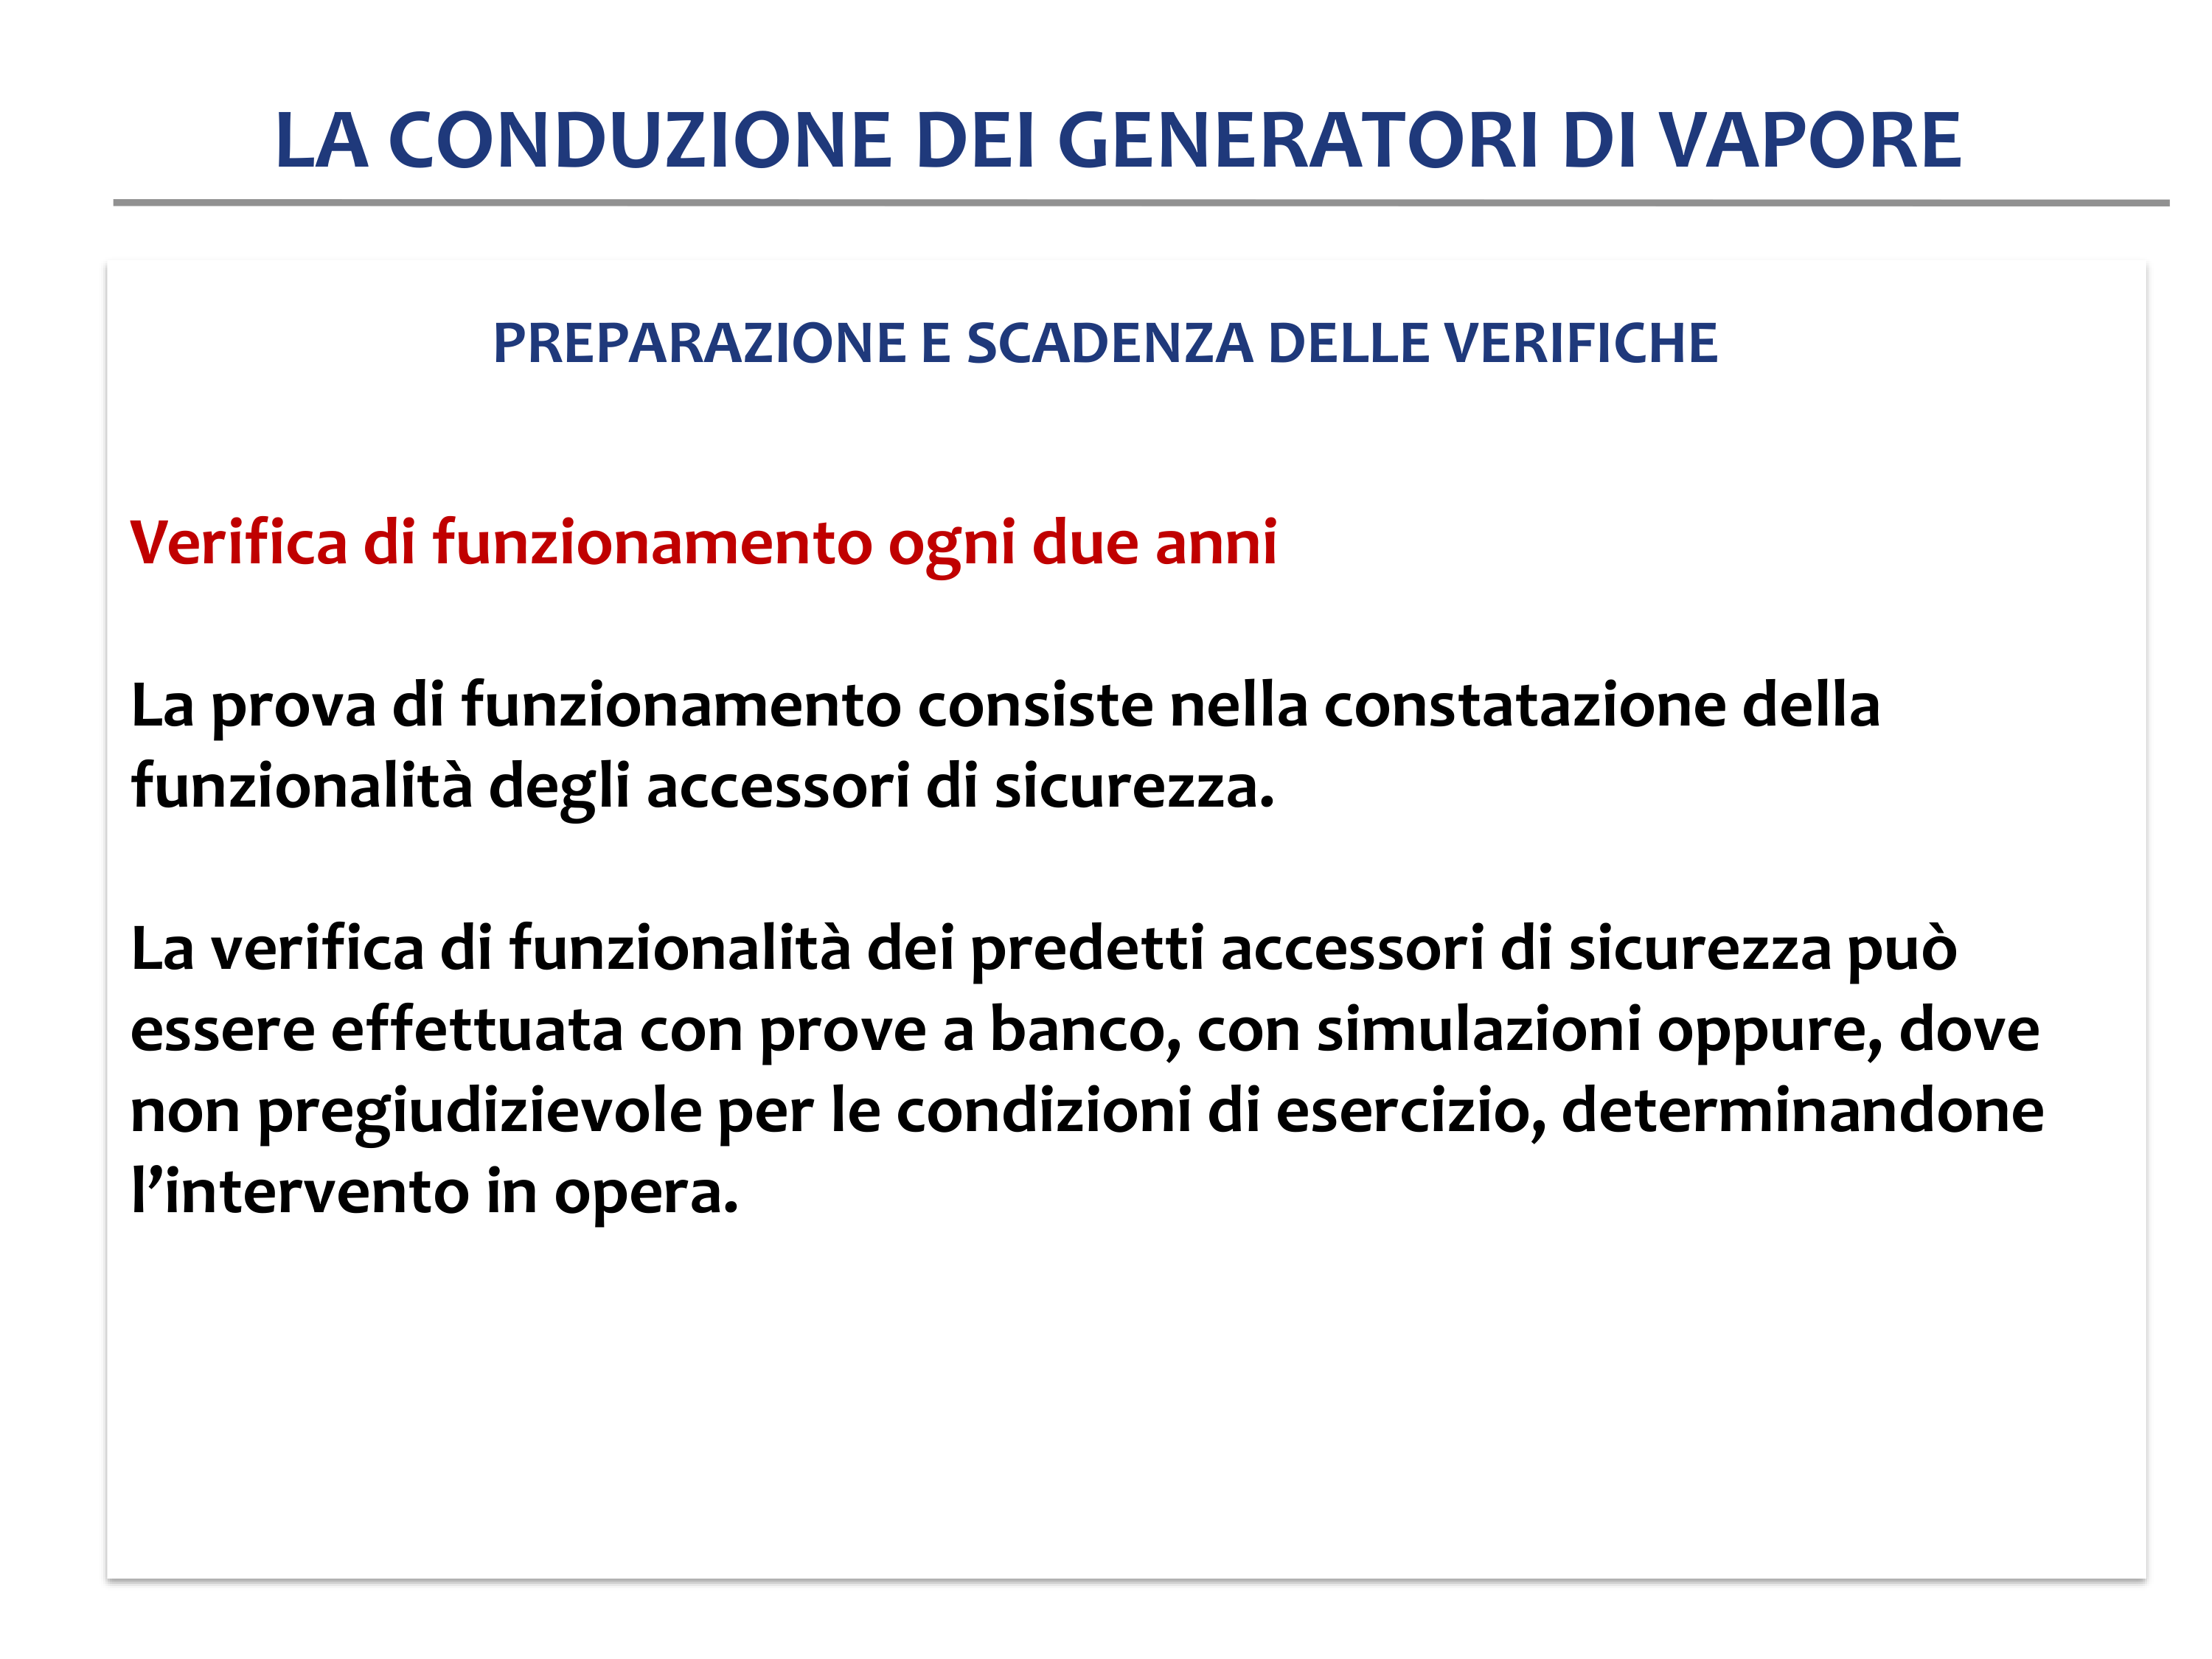 LA CONDUZIONE DEI GENERATORI DI VAPORE
PREPARAZIONE E SCADENZA DELLE VERIFICHE
Verifica di funzionamento ogni due anni
La prova di funzionamento consiste nella constatazione della
funzionalità degli accessori di sicurezza.
La verifica di funzionalità dei predetti accessori di sicurezza può
essere effettuata con prove a banco, con simulazioni oppure, dove
non pregiudizievole per le condizioni di esercizio, determinandone
l’intervento in opera.